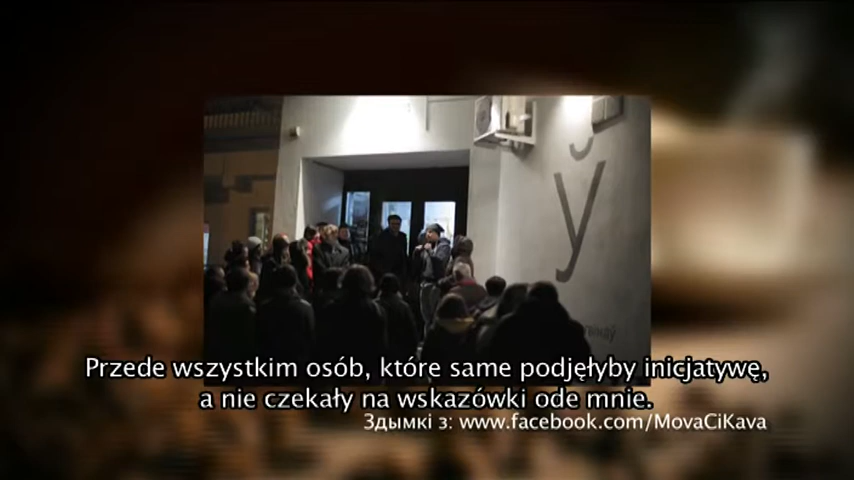 ў
Przede wszystkim osób, które same podjęłyby inicjatywę,
a nie czekały na wskazówki ode mnie.
Здымкі з: www.facebook.com/MovaCiKava